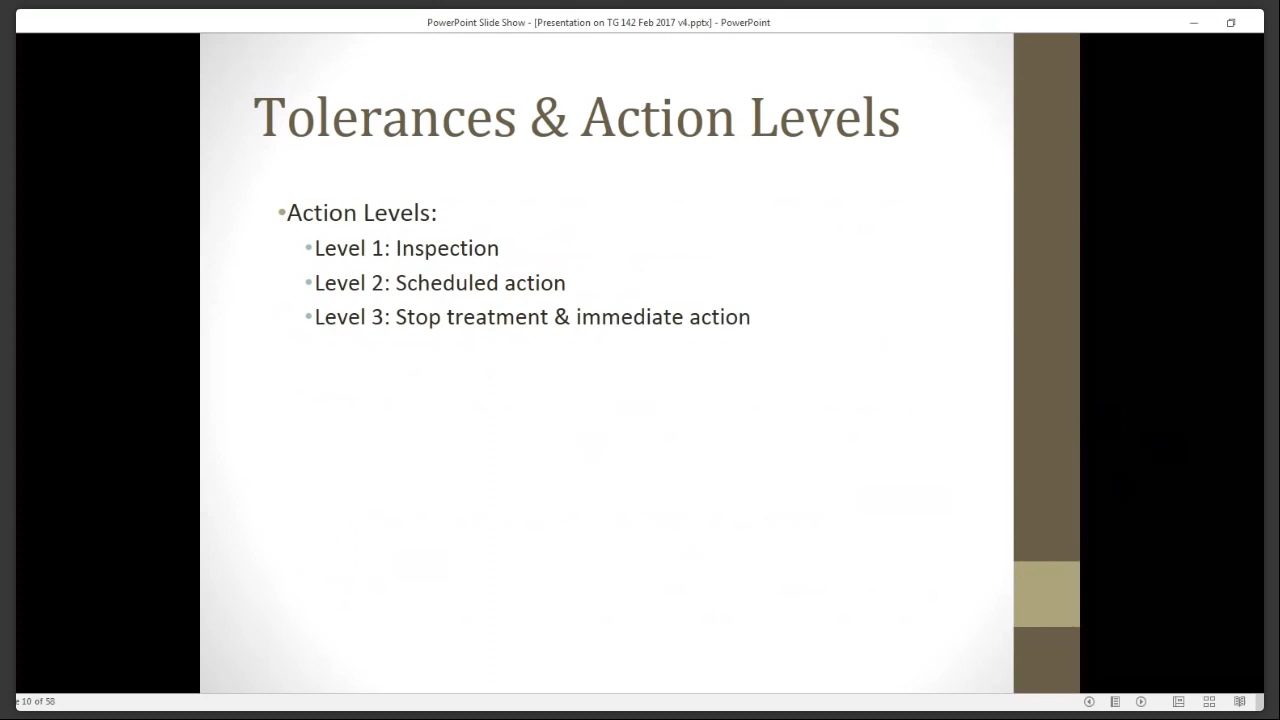 PowerPoint Slide Show - [Presentation on TG 142 Feb 2017 v4.pptx] - PowerPoint
Tolerances & Action Levels
•Action Levels:
•Level 1: Inspection
•Level 2: Scheduled action
•Level 3: Stop treatment & immediate action
e 10 of 58